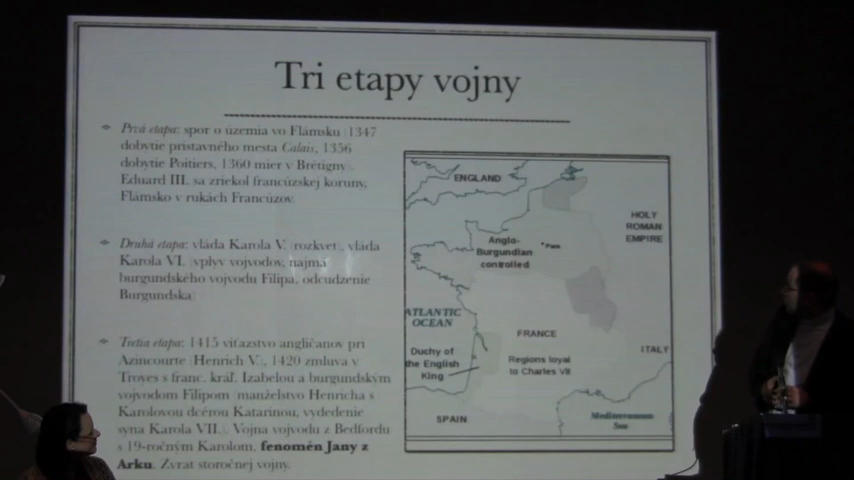 Tri etapy vojny
Prvá etapa: spor o územia vo Flámsku (1347
dobytie prístavného mesta Calais, 1356
dobytie Poitiers, 1360 mier v Brétigny).
Eduard III. sa zriekol francúzskej koruny,
Flámsko v rukách Francúzov.
Druhá etapa: vláda Karola V. (rozkvet), vláda
Karola VI. (vplyv vojvodov, najmä
burgundského vojvodu Filipa, odcudzenie
Burgundska)
Tretia etapa: 1415 víťazstvo angličanov pri
Azincourte (Henrich V.), 1420 zmluva v
Troyes s franc. kráľ. Izabelou a burgundským
vojvodom Filipom (manželstvo Henricha s
Karolovou dcérou Katarínou, vydedenie
syna Karola VII.). Vojna vojvodu z Bedfordu
s 19-ročným Karolom, fenomén Jany z
Arku. Zvrat storočnej vojny.
ENGLAND
HOLY
ROMAN
EMPIRE
Anglo-
Burgundian
controlled
Paris
ATLANTIC
OCEAN
FRANCE
Duchy of
the English
King
Regions loyal
to Charles VII
ITALY
SPAIN
Mediterranean
Sea